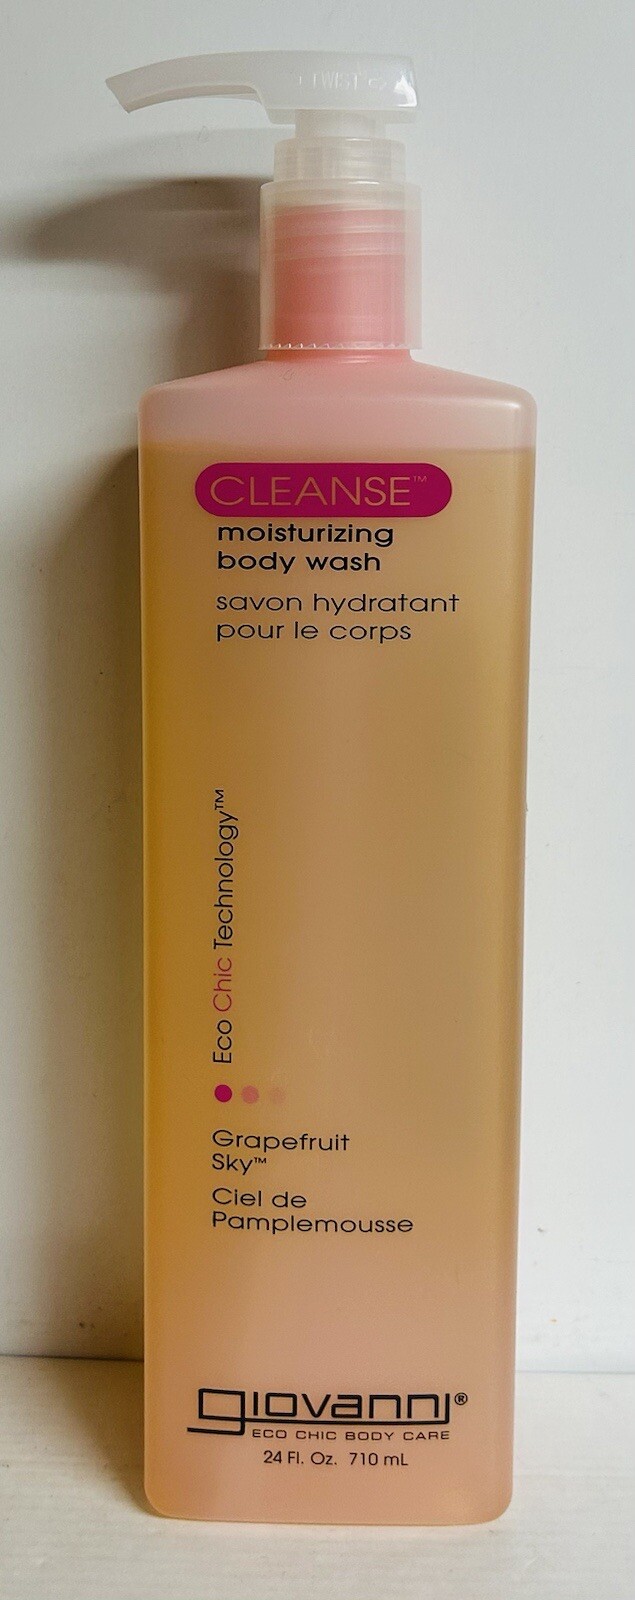 TWIST
CLEANSE™
moisturizing
body wash
savon hydratant
pour le corps
Eco Chic Technology™
Grapefruit
Sky™
Ciel de
Pamplemousse
giovanni®
ECO CHIC BODY CARE
24 Fl. Oz. 710 mL